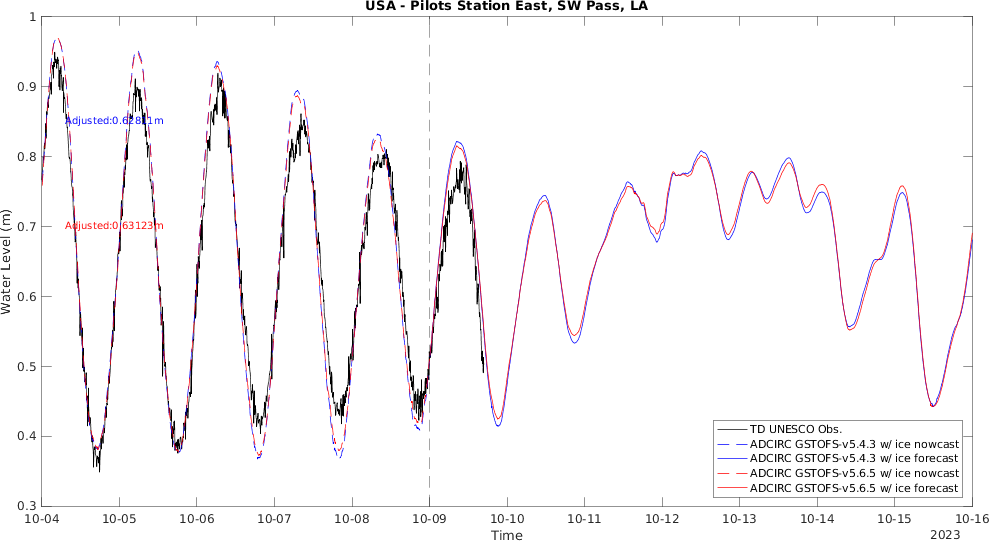 USA - Pilots Station East, SW Pass, LA
Water Level (m)
1
0.9
0.8
0.7
0.6
0.5
0.4
0.3
Adjusted:0.62811m
Adjusted:0.63123m
TD UNESCO Obs.
ADCIRC GSTOFS-v5.4.3 w/ ice nowcast
ADCIRC GSTOFS-v5.4.3 w/ ice forecast
ADCIRC GSTOFS-v5.6.5 w/ ice nowcast
ADCIRC GSTOFS-v5.6.5 w/ ice forecast
10-04 10-05 10-06 10-07 10-08 10-09 10-10 10-11 10-12 10-13 10-14 10-15 10-16
Time
2023